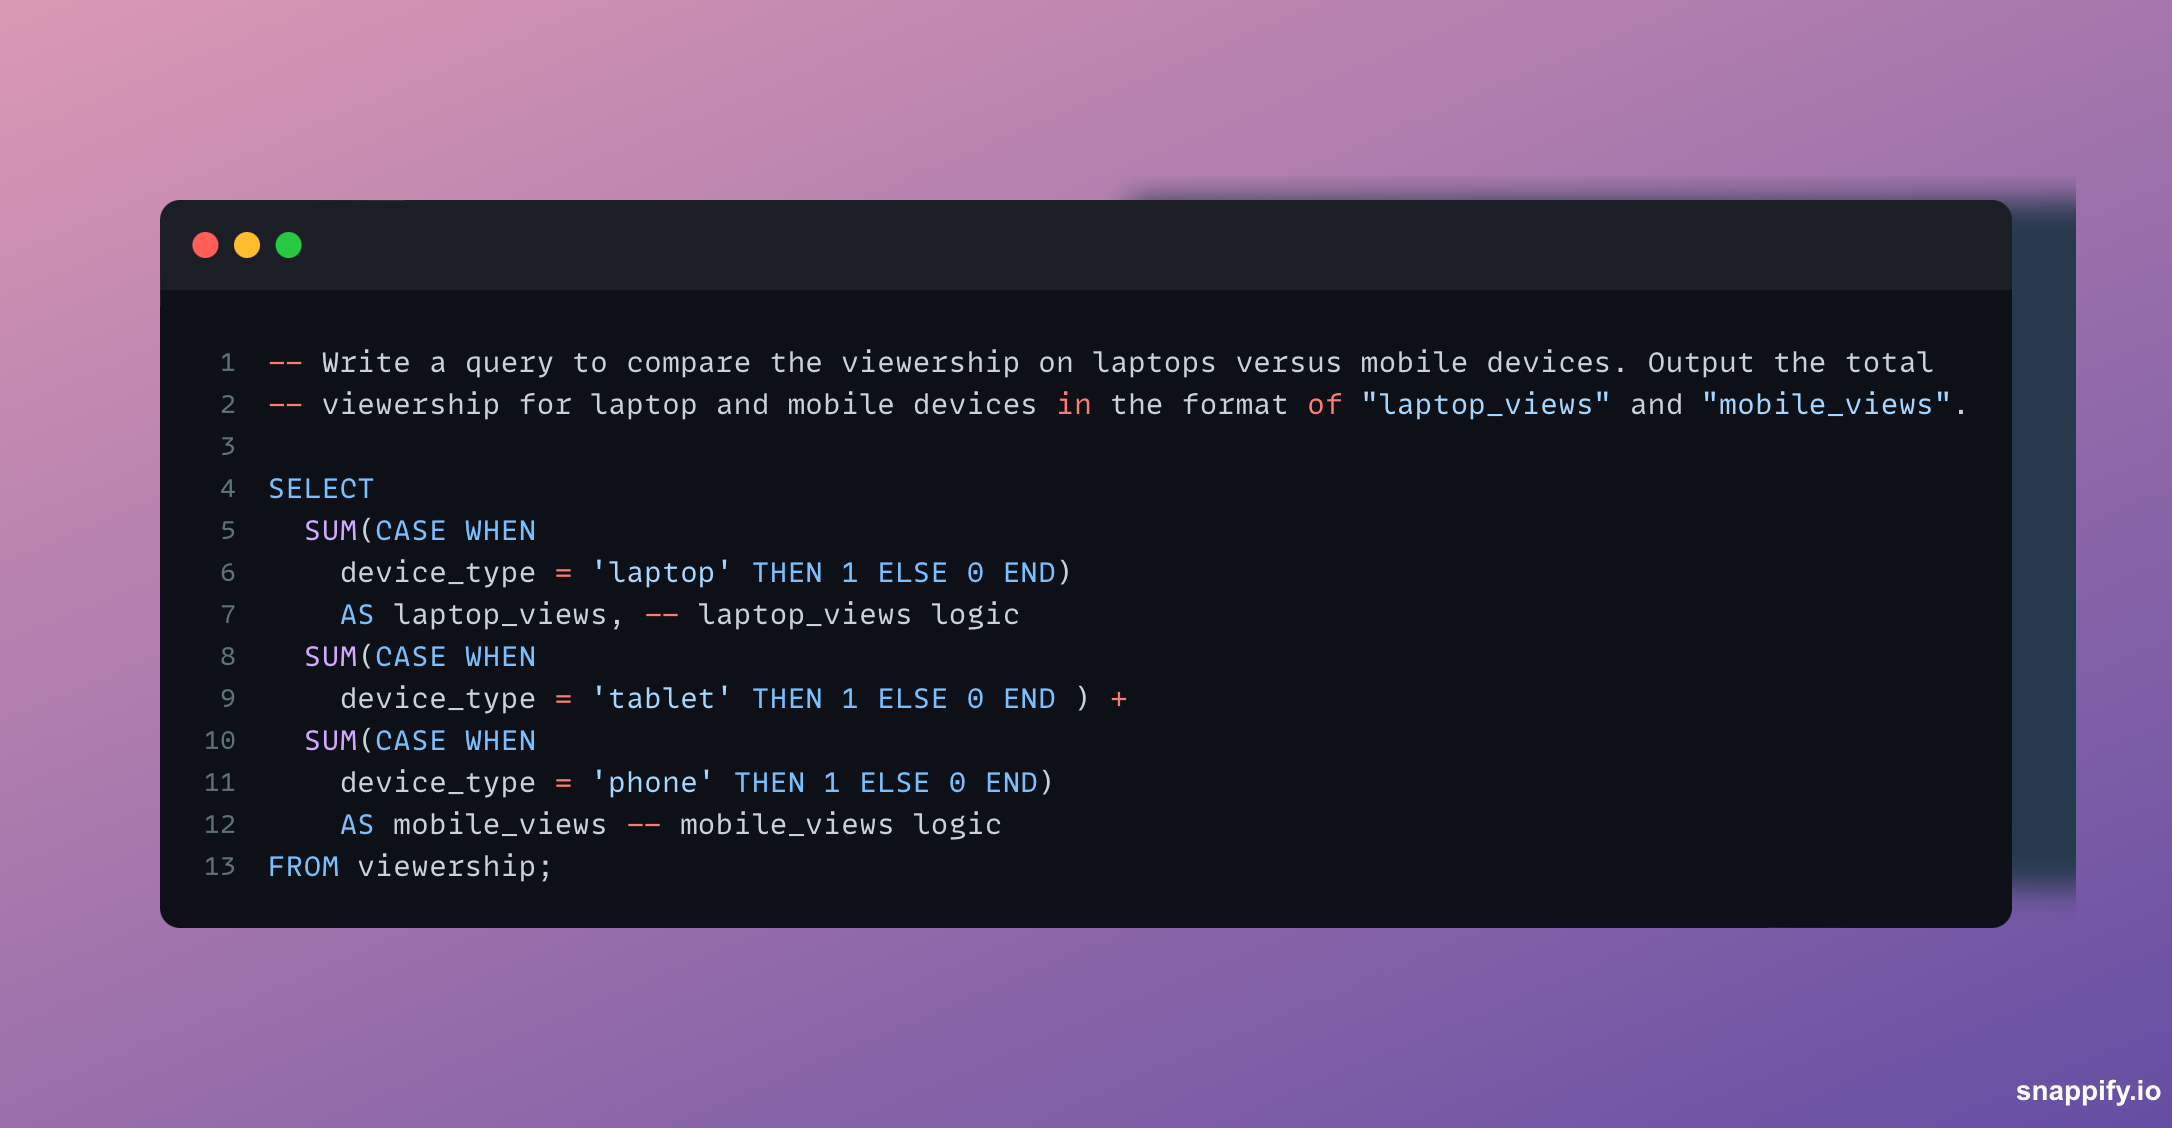 1 -- Write a query to compare the viewership on laptops versus mobile devices. Output the total
2 -- viewership for laptop and mobile devices in the format of "laptop_views" and "mobile_views".
3
4 SELECT
5   SUM(CASE WHEN
6     device_type = 'laptop' THEN 1 ELSE 0 END)
7     AS laptop_views, -- laptop_views logic
8   SUM(CASE WHEN
9     device_type = 'tablet' THEN 1 ELSE 0 END ) +
10   SUM(CASE WHEN
11     device_type = 'phone' THEN 1 ELSE 0 END)
12     AS mobile_views -- mobile_views logic
13 FROM viewership;
snappify.io